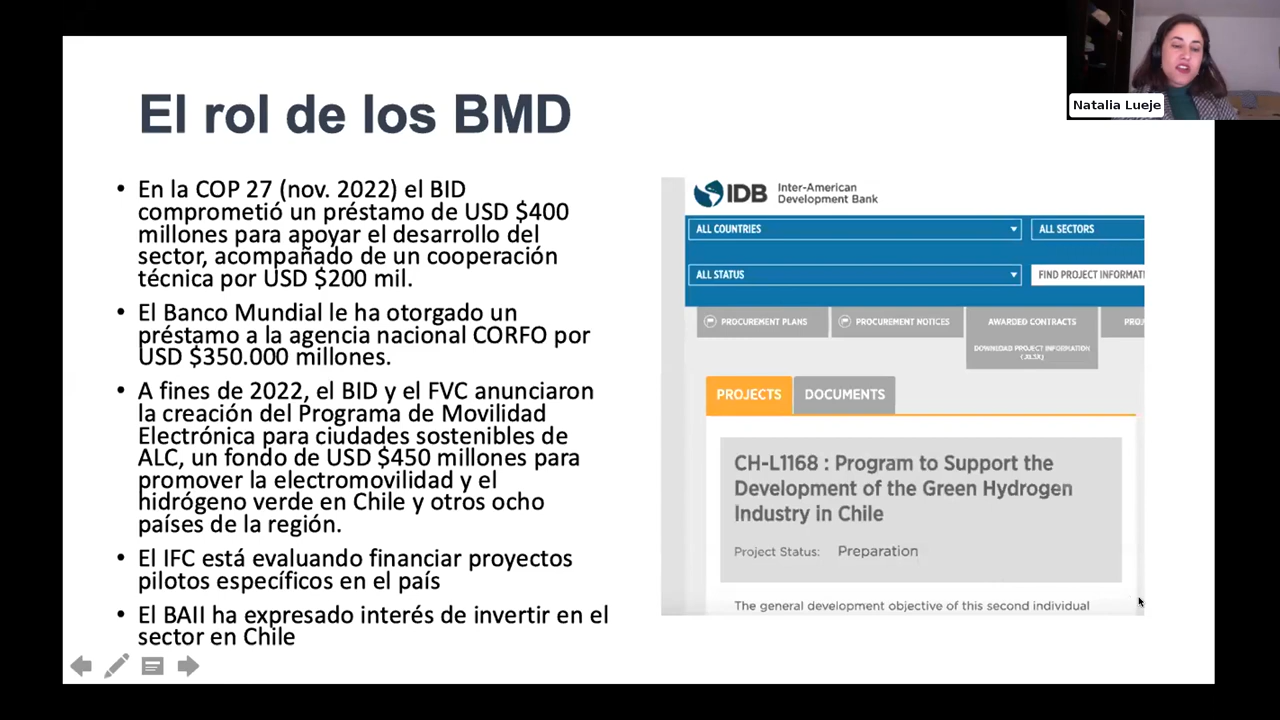 El rol de los BMD
Natalia Lueje
• En la COP 27 (nov. 2022) el BID
comprometió un préstamo de USD $400
millones para apoyar el desarrollo del
sector, acompañado de un cooperación
técnica por USD $200 mil.
• El Banco Mundial le ha otorgado un
préstamo a la agencia nacional CORFO por
USD $350.000 millones.
• A fines de 2022, el BID y el FVC anunciaron
la creación del Programa de Movilidad
Electrónica para ciudades sostenibles de
ALC, un fondo de USD $450 millones para
promover la electromovilidad y el
hidrógeno verde en Chile y otros ocho
países de la región.
• El IFC está evaluando financiar proyectos
pilotos específicos en el país
• El BAII ha expresado interés de invertir en el
sector en Chile
IDB
Inter-American
Development Bank
ALL COUNTRIES
ALL SECTORS
ALL STATUS
FIND PROJECT INFORMATI
PROCUREMENT PLANS
PROCUREMENT NOTICES
AWARDED CONTRACTS
PROJ
DOWNLOAD PROJECT INFORMATION
(.XLSX)
PROJECTS
DOCUMENTS
CH-L1168 : Program to Support the
Development of the Green Hydrogen
Industry in Chile
Project Status: Preparation
The general development objective of this second individual